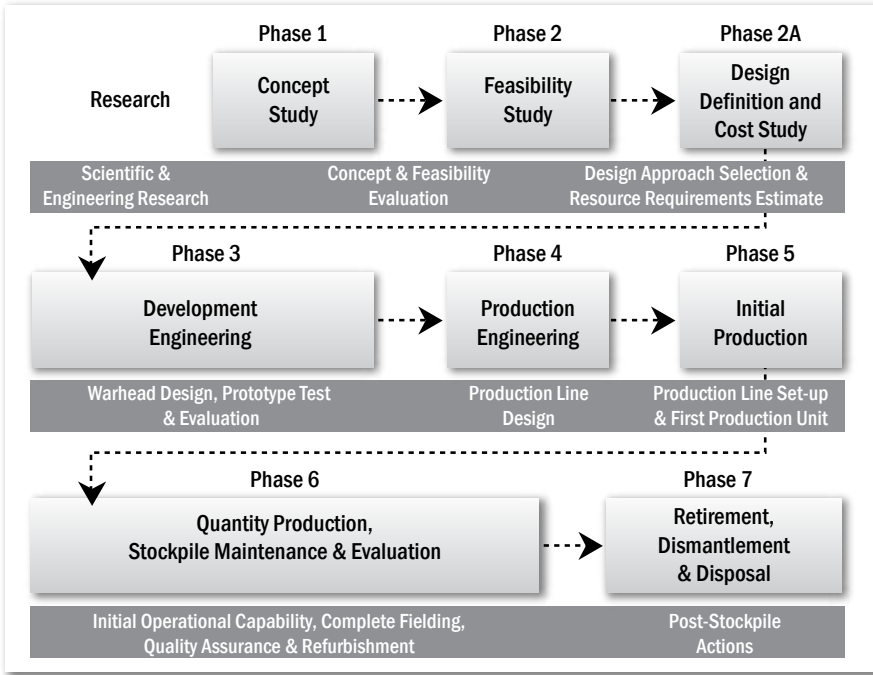 Phase 1
Phase 2
Phase 2A
Research
Concept
Study
Feasibility
Study
Design
Definition and
Cost Study
Scientific &
Engineering Research
Concept & Feasibility
Evaluation
Design Approach Selection &
Resource Requirements Estimate
Phase 3
Phase 4
Phase 5
Development
Engineering
Production
Engineering
Initial
Production
Warhead Design, Prototype Test
& Evaluation
Production Line
Design
Production Line Set-up
& First Production Unit
Phase 6
Phase 7
Quantity Production,
Stockpile Maintenance & Evaluation
Retirement,
Dismantlement
& Disposal
Initial Operational Capability, Complete Fielding,
Quality Assurance & Refurbishment
Post-Stockpile
Actions